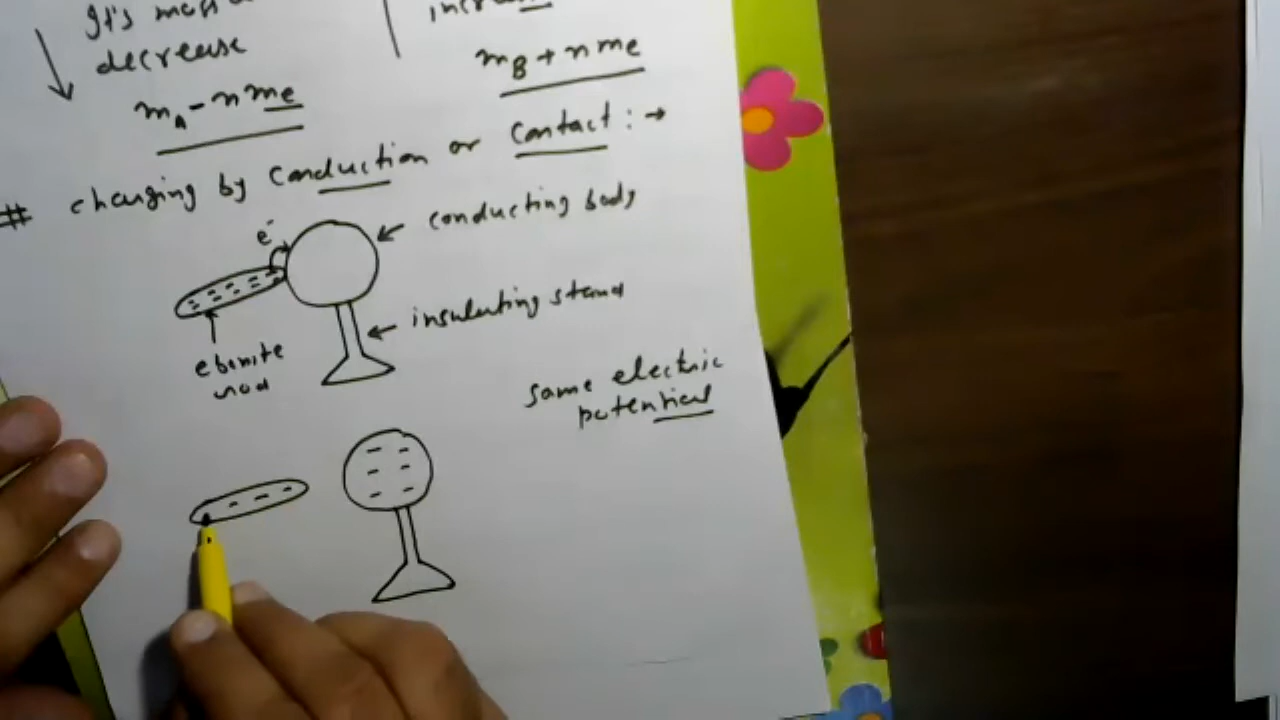 It's
decrease
mA - nme
mB + nme
# charging by Conduction or Contact : →
e-
conducting body
insulating stand
ebonite
rod
same electric
potential